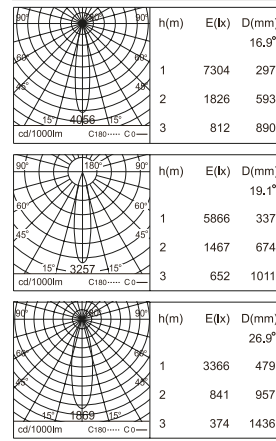 90° 180° 90°
60° 60°
45° 45°
15° 4056 15°
cd/1000lm C180 ····· C0 —
h(m) E(lx) D(mm)
16.9°
1 7304 297
2 1826 593
3 812 890
90° 180° 90°
60° 60°
45° 45°
15° 3257 15°
cd/1000lm C180 ····· C0 —
h(m) E(lx) D(mm)
19.1°
1 5866 337
2 1467 674
3 652 1011
90° 90°
60° 60°
45° 45°
15° 1869 15°
cd/1000lm C180 ····· C0 —
h(m) E(lx) D(mm)
26.9°
1 3366 479
2 841 957
3 374 1436